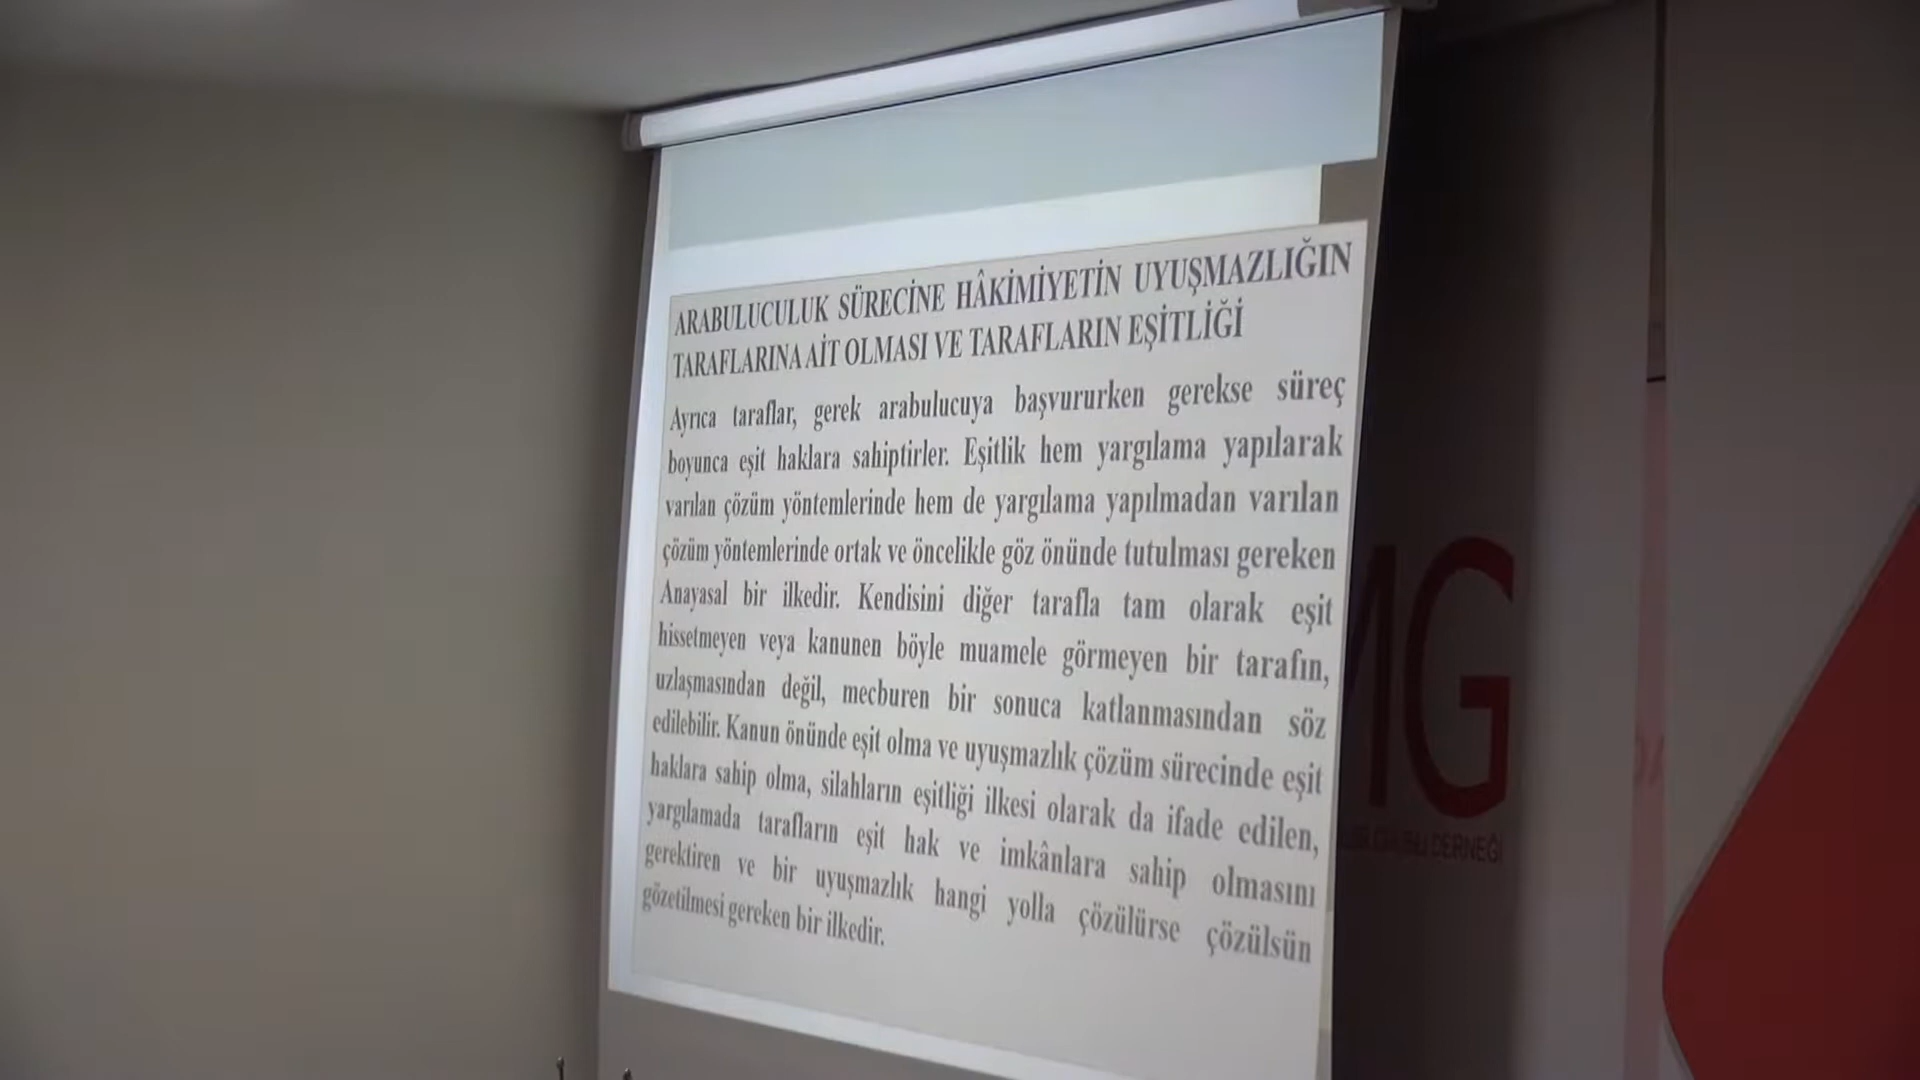 ARABULUCULUK SÜRECİNE HÂKİMİYETİN UYUŞMAZLIĞIN
TARAFLARINA AİT OLMASI VE TARAFLARIN EŞİTLİĞİ
Ayrıca taraflar, gerek arabulucuya başvururken gerekse süreç
boyunca eşit haklara sahiptirler. Eşitlik hem yargılama yapılarak
varılan çözüm yöntemlerinde hem de yargılama yapılmadan varılan
çözüm yöntemlerinde ortak ve öncelikle göz önünde tutulması gereken
Anayasal bir ilkedir. Kendisini diğer tarafla tam olarak eşit
hissetmeyen veya kanunen böyle muamele görmeyen bir tarafın,
uzlaşmasından değil, mecburen bir sonuca katlanmasından söz
edilebilir. Kanun önünde eşit olma ve uyuşmazlık çözüm sürecinde eşit
haklara sahip olma, silahların eşitliği ilkesi olarak da ifade edilen,
yargılamada tarafların eşit hak ve imkânlara sahip olmasını
gerektiren ve bir uyuşmazlık hangi yolla çözülürse çözülsün
gözetilmesi gereken bir ilkedir.
MG
DERNEĞİ